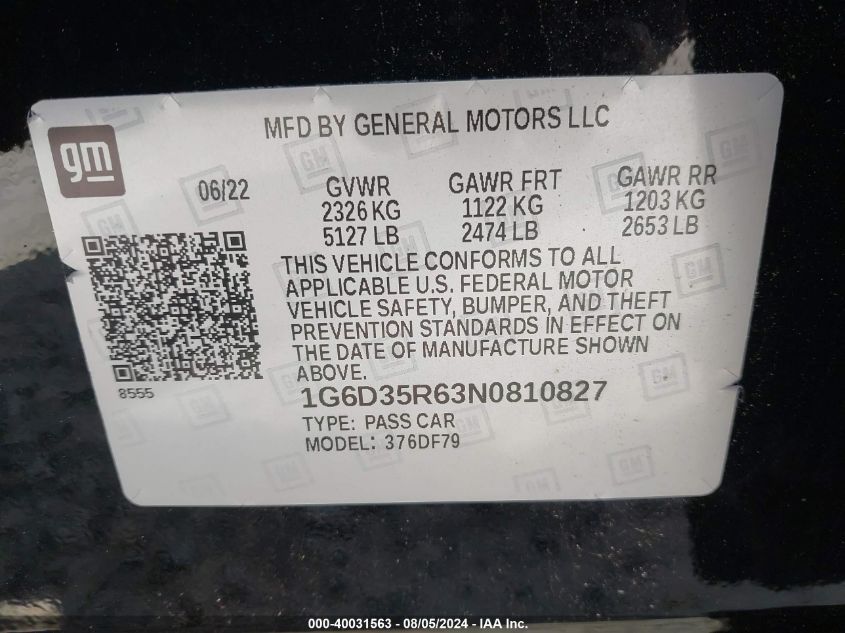 MFD BY GENERAL MOTORS LLC
gm
06/22
GVWR GAWR FRT GAWR RR
2326 KG 1122 KG 1203 KG
5127 LB 2474 LB 2653 LB
THIS VEHICLE CONFORMS TO ALL
APPLICABLE U.S. FEDERAL MOTOR
VEHICLE SAFETY, BUMPER, AND THEFT
PREVENTION STANDARDS IN EFFECT ON
THE DATE OF MANUFACTURE SHOWN
ABOVE.
8555
1G6D35R63N0810827
TYPE: PASS CAR
MODEL: 376DF79
000-40031563 - 08/05/2024 - IAA Inc.